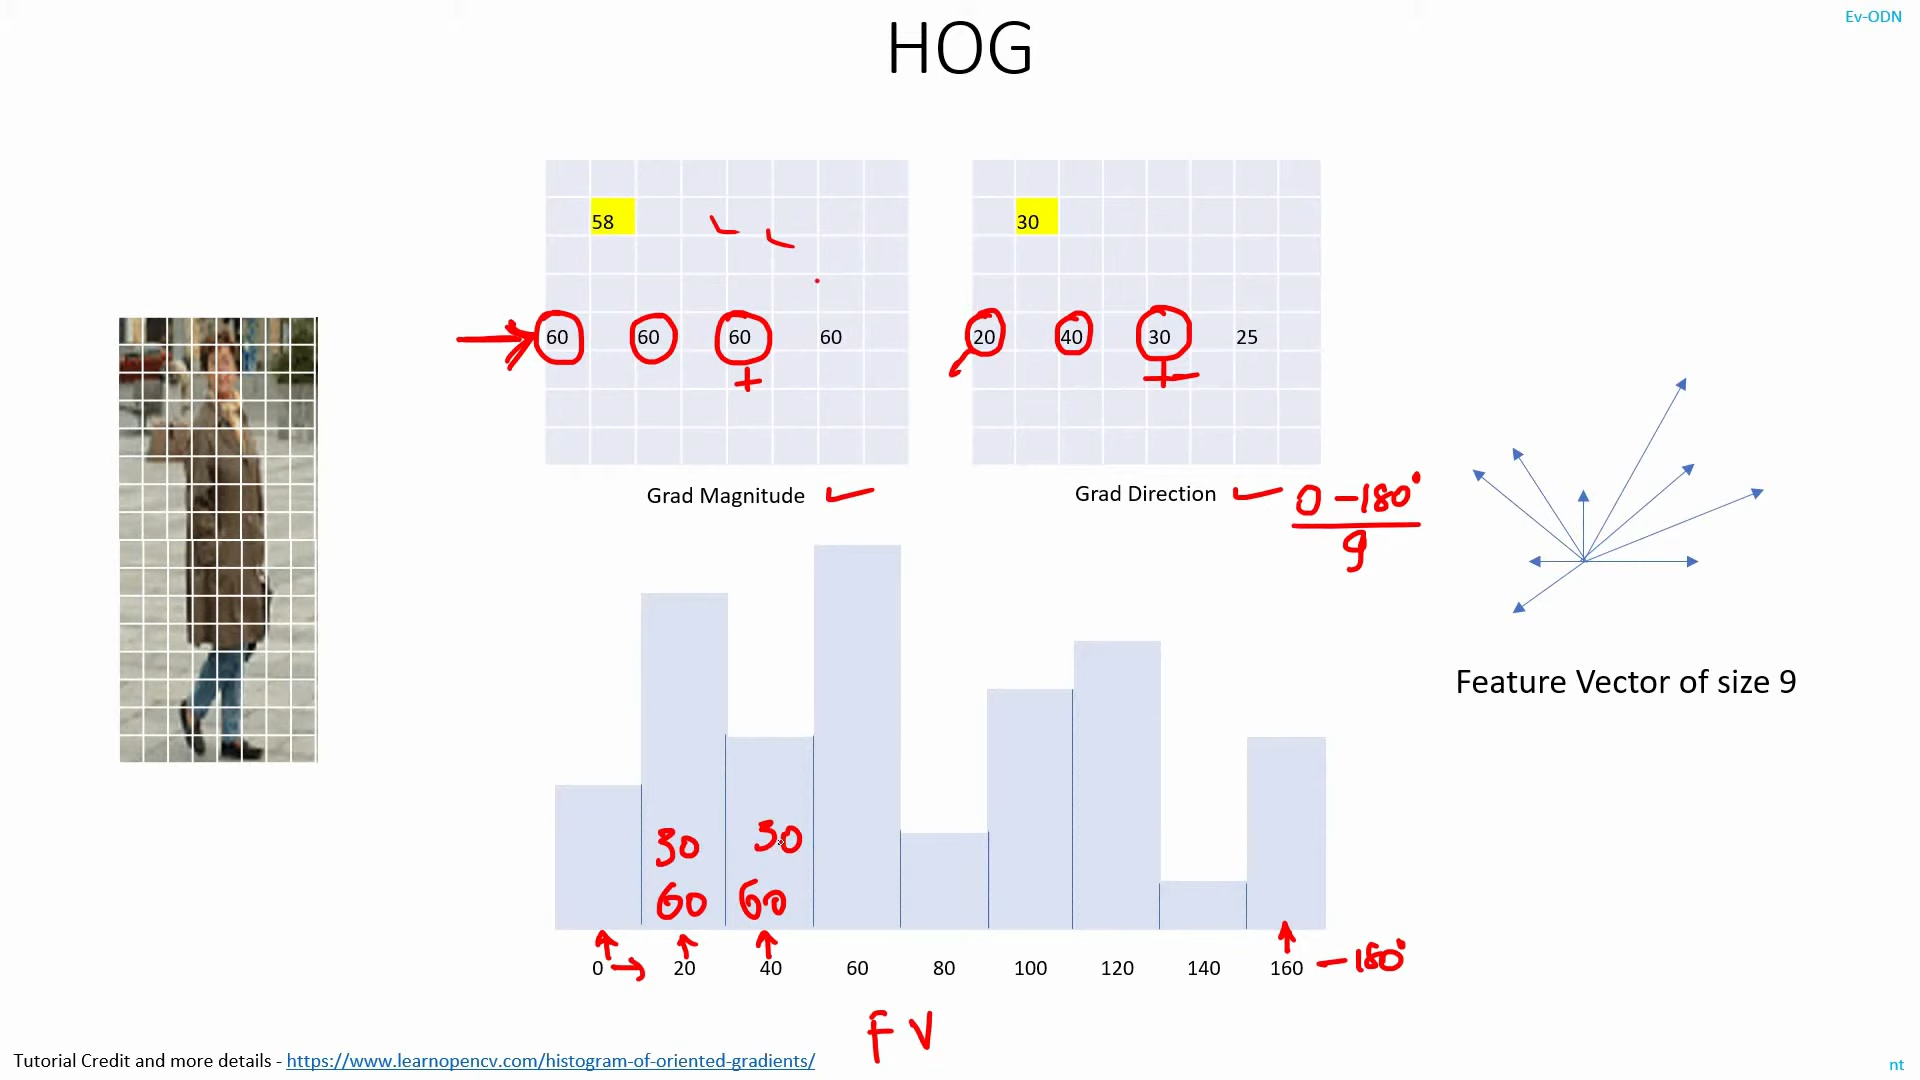 Ev-ODN
HOG
58
30
60 60 60 60
20 40 30 25
+
+ -
Grad Magnitude
Grad Direction
0 - 180°
9
Feature Vector of size 9
30 30
60 60
0 20 40 60 80 100 120 140 160 - 180°
F V
Tutorial Credit and more details - https://www.learnopencv.com/histogram-of-oriented-gradients/
nt